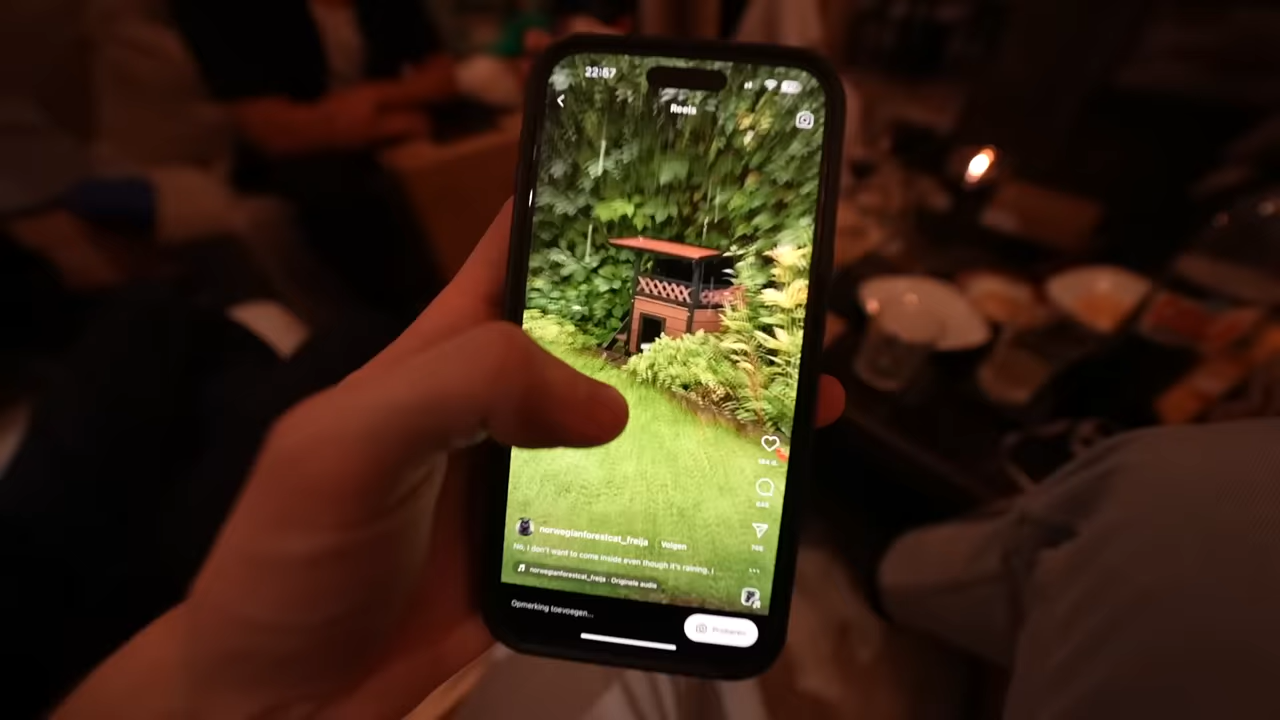 22:57
Reels
norwegianforestcat_freija Volgen
No, I don't want to come inside even though it's raining, I
norwegianforestcat_freija · Originele audio
Opmerking toevoegen...
Proberen